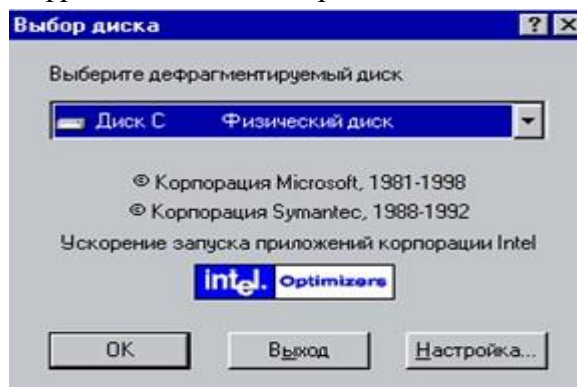 Выбор диска
Выберите дефрагментируемый диск
Диск C Физический диск
© Корпорация Microsoft, 1981-1998
© Корпорация Symantec, 1988-1992
Ускорение запуска приложений корпорации Intel
intel. Optimizers
OK Выход Настройка...